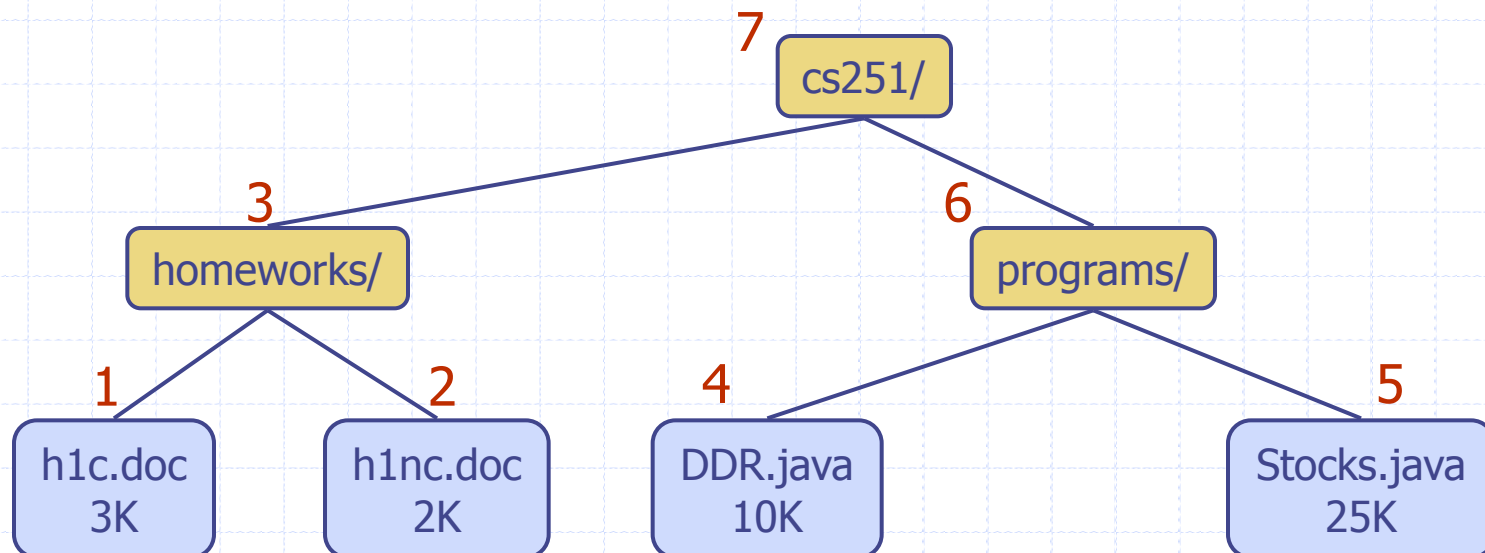 7
cs251/
3
6
homeworks/
programs/
1
2
4
5
h1c.doc
3K
h1nc.doc
2K
DDR.java
10K
Stocks.java
25K